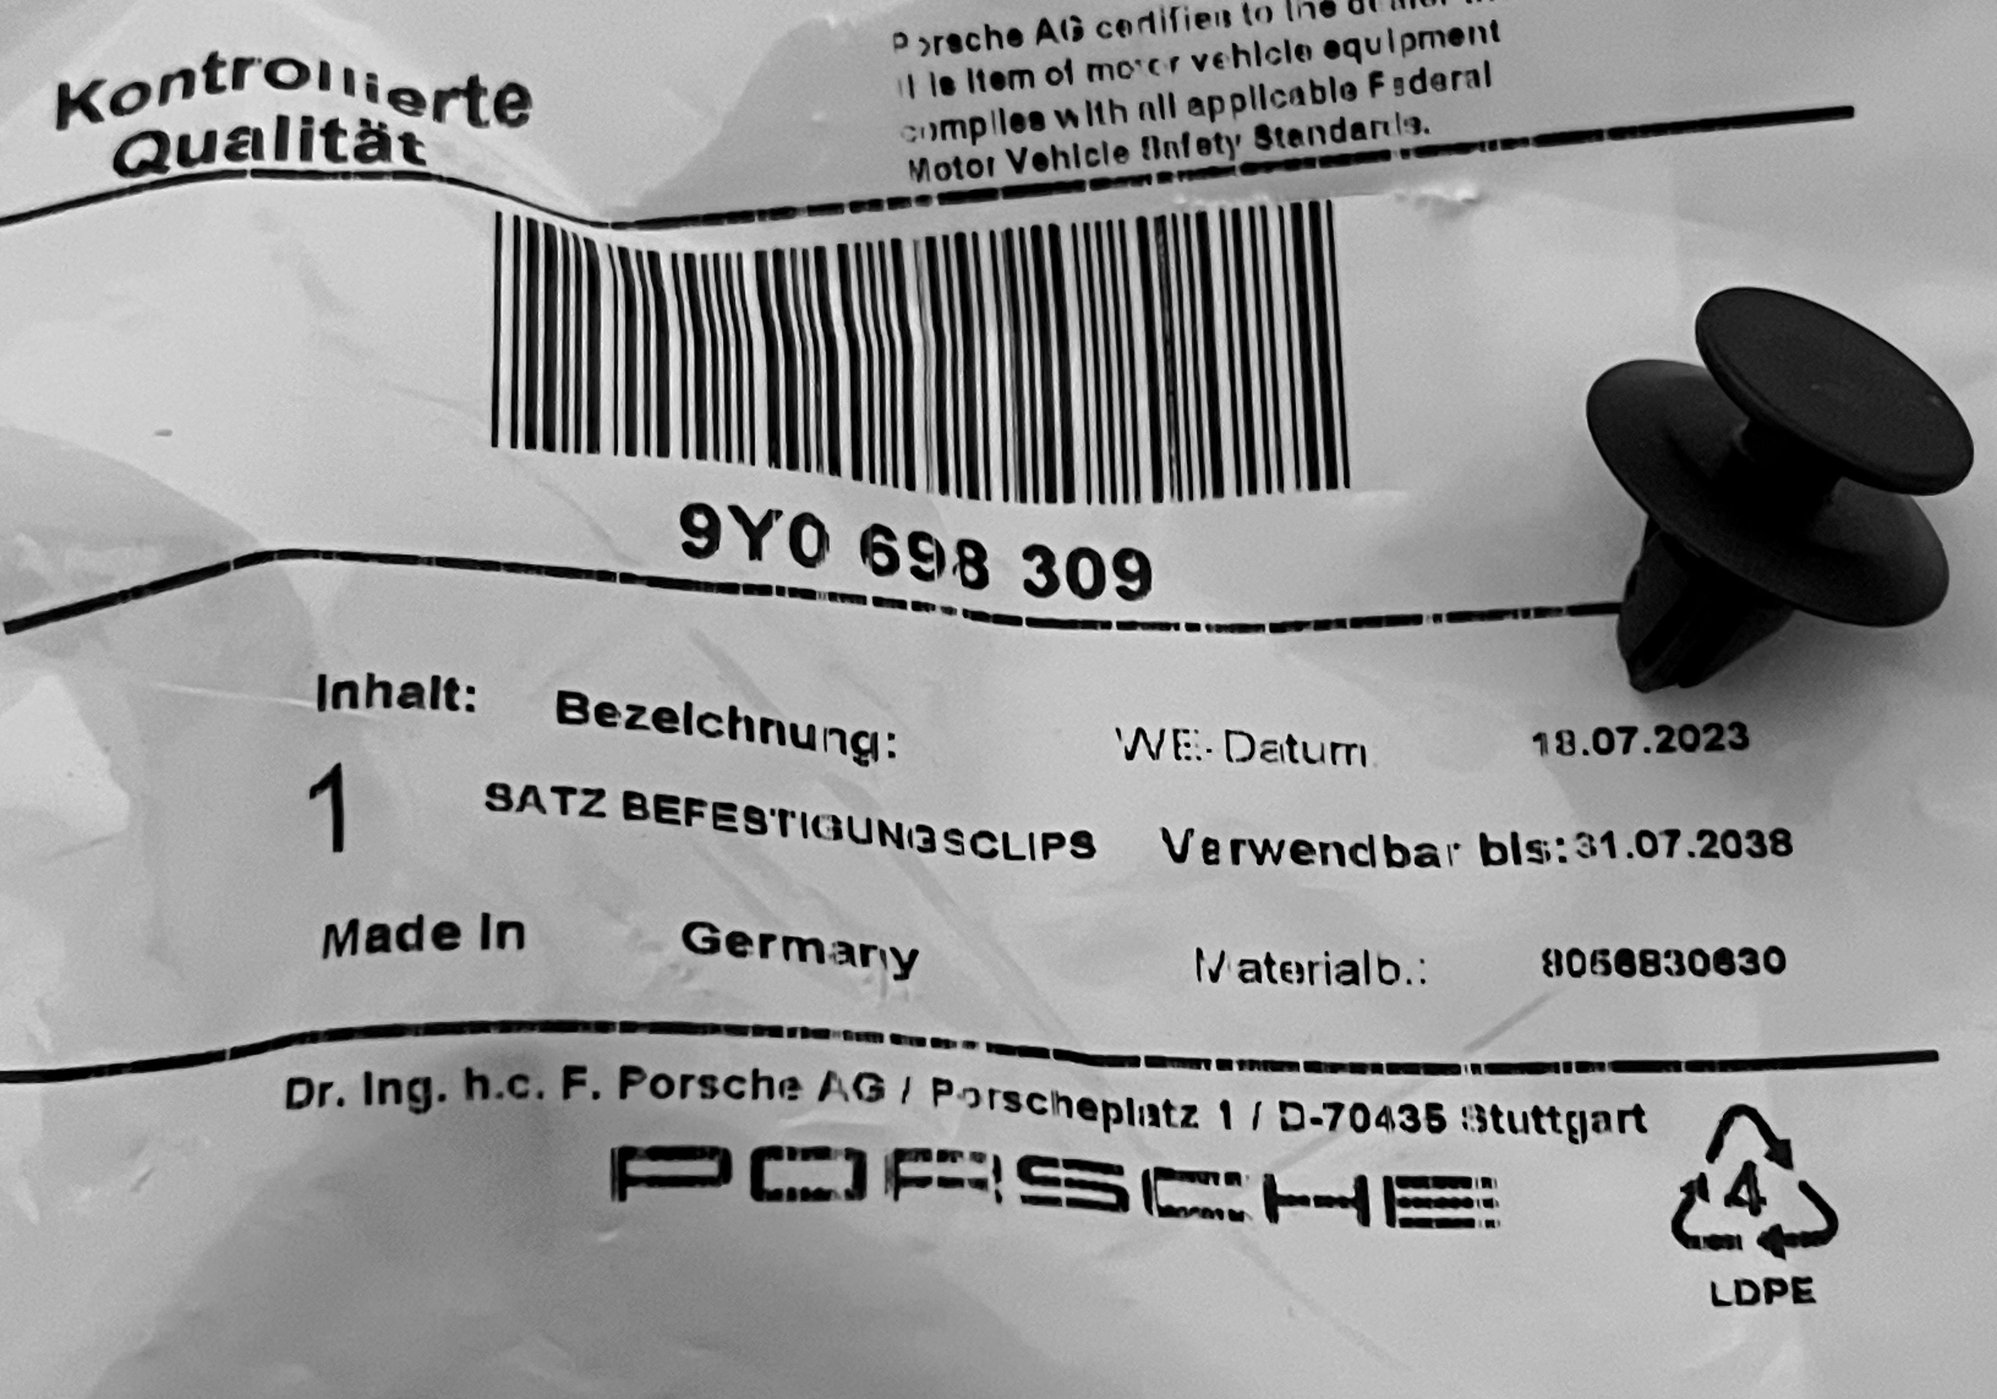 Kontrollierte
Qualität
Porsche AG certifies to the dealer
this item of motor vehicle equipment
complies with all applicable Federal
Motor Vehicle Safety Standards.
9Y0 698 309
Inhalt: Bezeichnung: WE-Datum 18.07.2023
1 SATZ BEFESTIGUNGSCLIPS Verwendbar bis: 31.07.2038
Made In Germany Materialb.: 8056830630
Dr. Ing. h.c. F. Porsche AG / Porscheplatz 1 / D-70435 Stuttgart
PORSCHE
4
LDPE